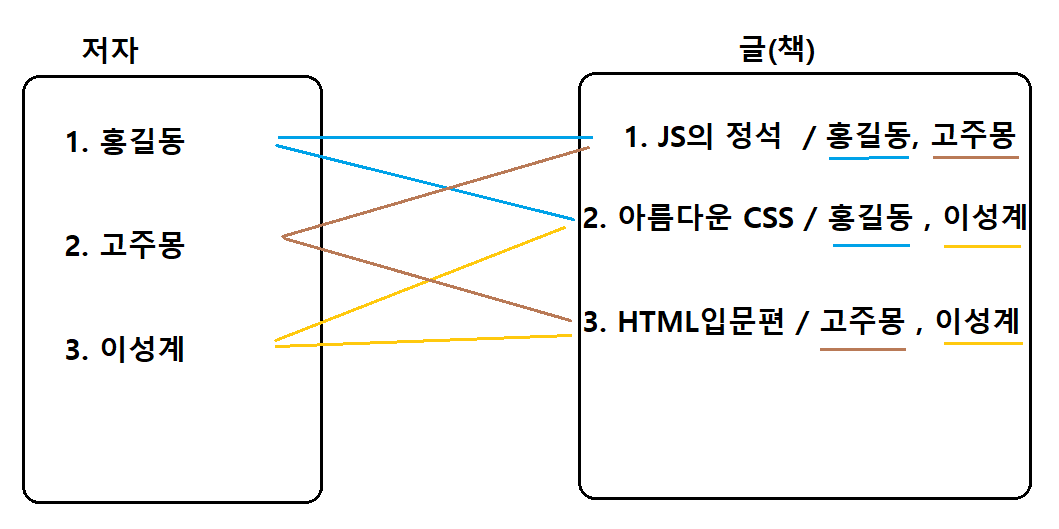 저자
1. 홍길동
2. 고주몽
3. 이성계
글(책)
1. JS의 정석 / 홍길동, 고주몽
2. 아름다운 CSS / 홍길동 , 이성계
3. HTML입문편 / 고주몽 , 이성계